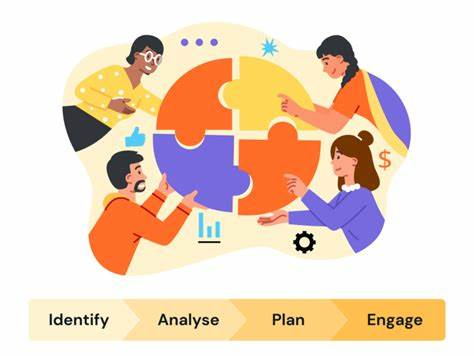 $
Identify Analyse Plan Engage